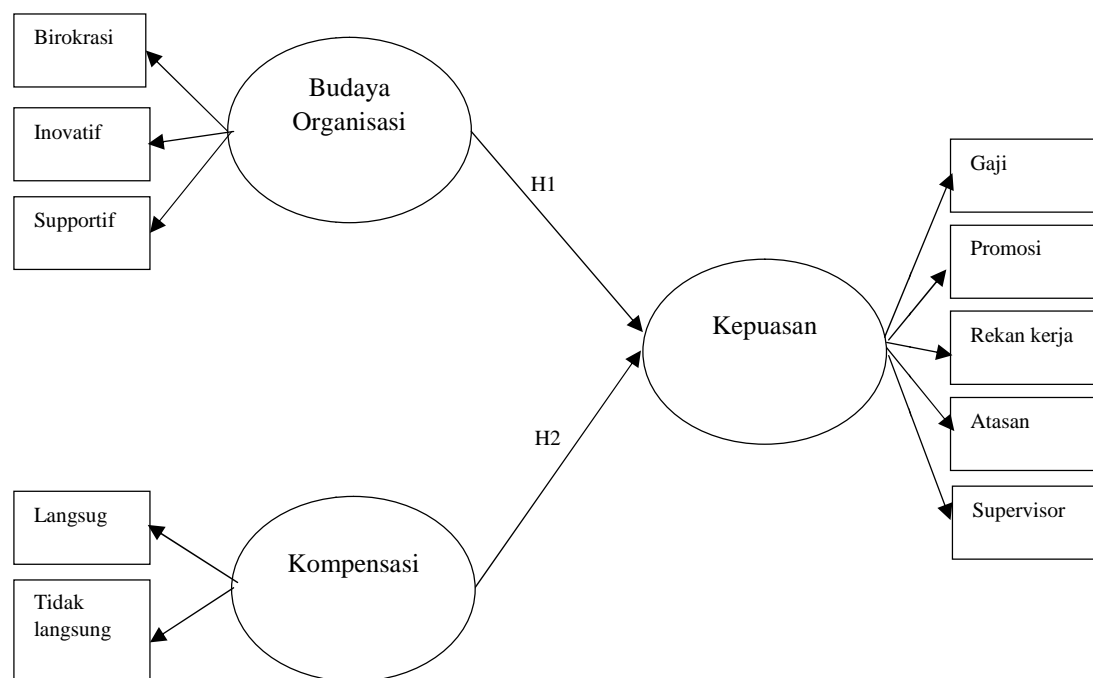 Birokrasi
Inovatif
Supportif
Budaya
Organisasi
H1
Gaji
Promosi
Rekan kerja
Atasan
Supervisor
Kepuasan
H2
Langsug
Tidak
langsung
Kompensasi